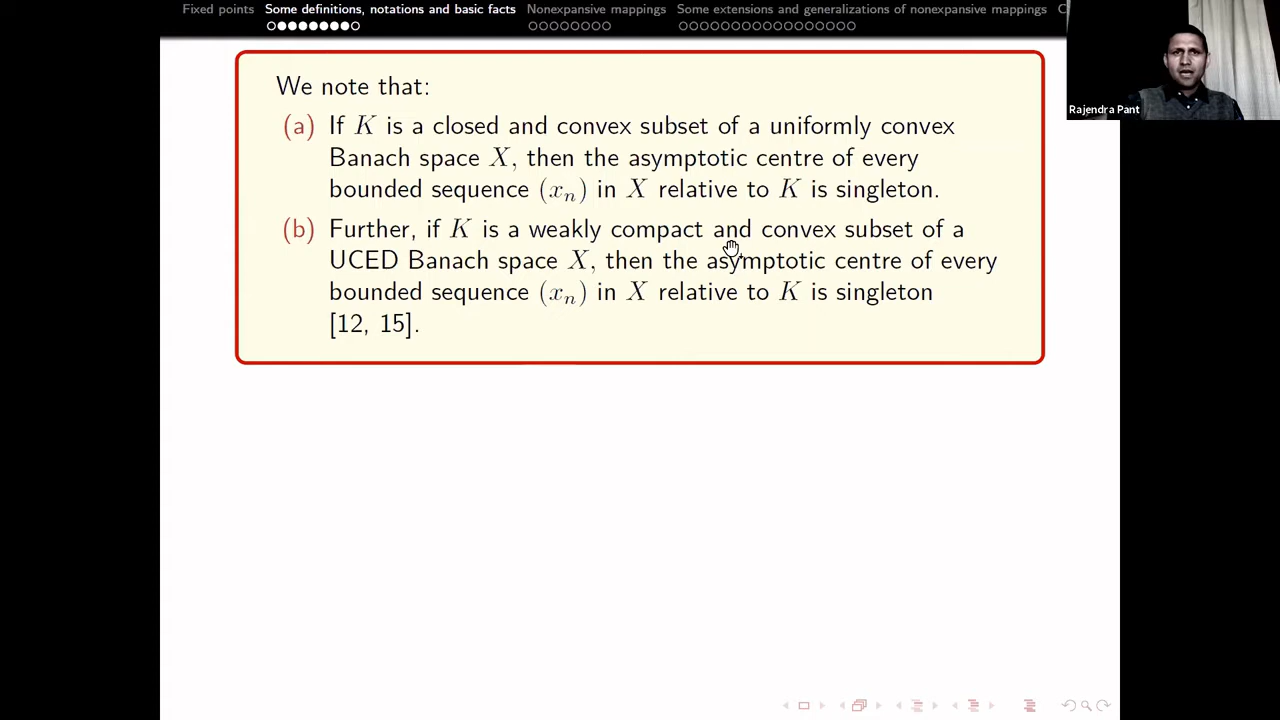 Fixed points Some definitions, notations and basic facts Nonexpansive mappings Some extensions and generalizations of nonexpansive mappings C
Rajendra Pant
We note that:
(a) If K is a closed and convex subset of a uniformly convex
Banach space X, then the asymptotic centre of every
bounded sequence (xₙ) in X relative to K is singleton.
(b) Further, if K is a weakly compact and convex subset of a
UCED Banach space X, then the asymptotic centre of every
bounded sequence (xₙ) in X relative to K is singleton
[12, 15].